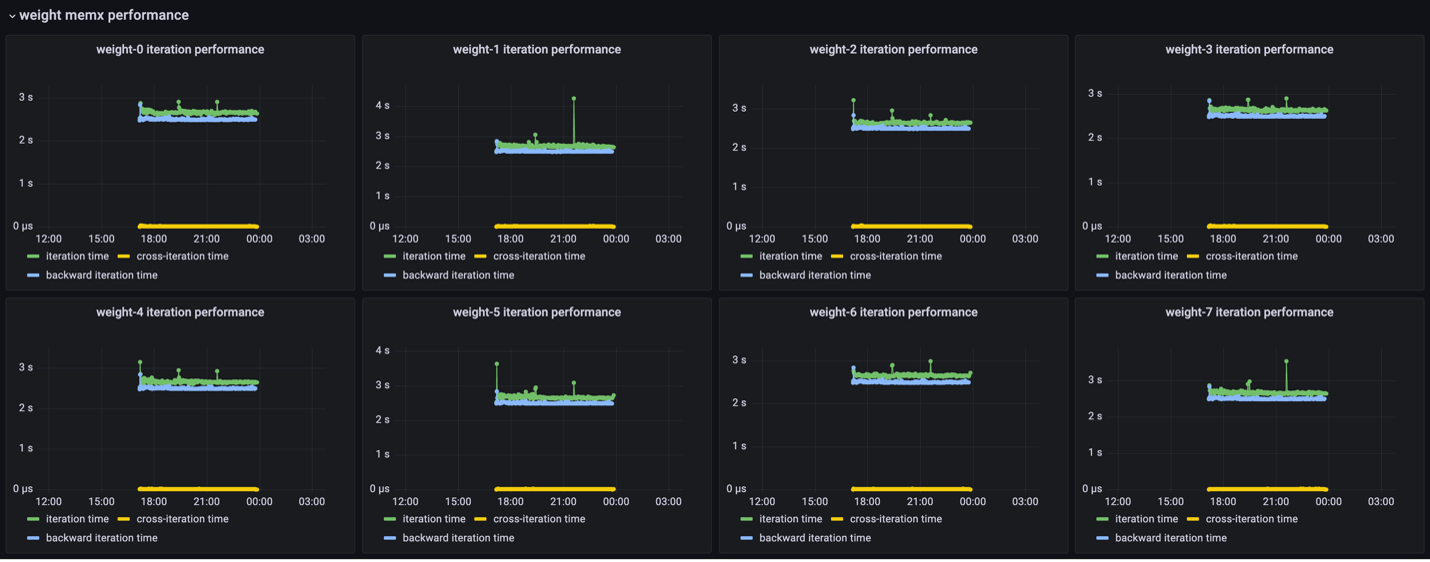 weight memx performance
weight-0 iteration performance
3 s
2 s
1 s
0 µs
12:00 15:00 18:00 21:00 00:00 03:00
iteration time cross-iteration time
backward iteration time
weight-1 iteration performance
4 s
3 s
2 s
1 s
0 µs
12:00 15:00 18:00 21:00 00:00 03:00
iteration time cross-iteration time
backward iteration time
weight-2 iteration performance
3 s
2 s
1 s
0 µs
12:00 15:00 18:00 21:00 00:00 03:00
iteration time cross-iteration time
backward iteration time
weight-3 iteration performance
3 s
2 s
1 s
0 µs
12:00 15:00 18:00 21:00 00:00 03:00
iteration time cross-iteration time
backward iteration time
weight-4 iteration performance
3 s
2 s
1 s
0 µs
12:00 15:00 18:00 21:00 00:00 03:00
iteration time cross-iteration time
backward iteration time
weight-5 iteration performance
4 s
3 s
2 s
1 s
0 µs
12:00 15:00 18:00 21:00 00:00 03:00
iteration time cross-iteration time
backward iteration time
weight-6 iteration performance
3 s
2 s
1 s
0 µs
12:00 15:00 18:00 21:00 00:00 03:00
iteration time cross-iteration time
backward iteration time
weight-7 iteration performance
3 s
2 s
1 s
0 µs
12:00 15:00 18:00 21:00 00:00 03:00
iteration time cross-iteration time
backward iteration time